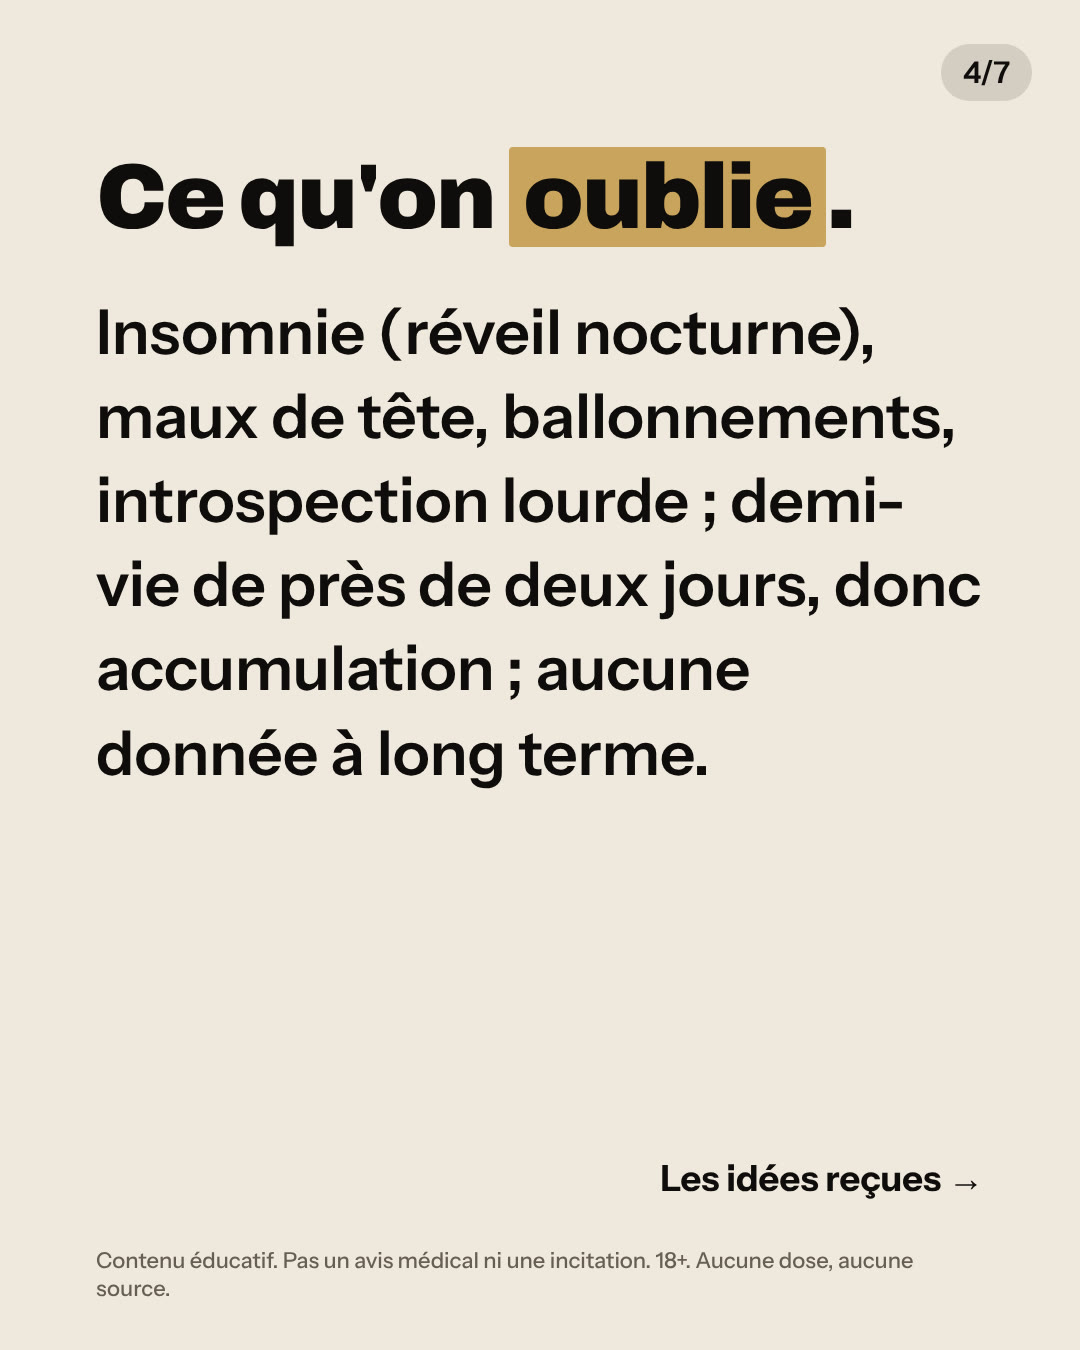 4/7
Ce qu'on oublie.
Insomnie (réveil nocturne),
maux de tête, ballonnements,
introspection lourde ; demi-
vie de près de deux jours, donc
accumulation ; aucune
donnée à long terme.
Les idées reçues →
Contenu éducatif. Pas un avis médical ni une incitation. 18+. Aucune dose, aucune
source.